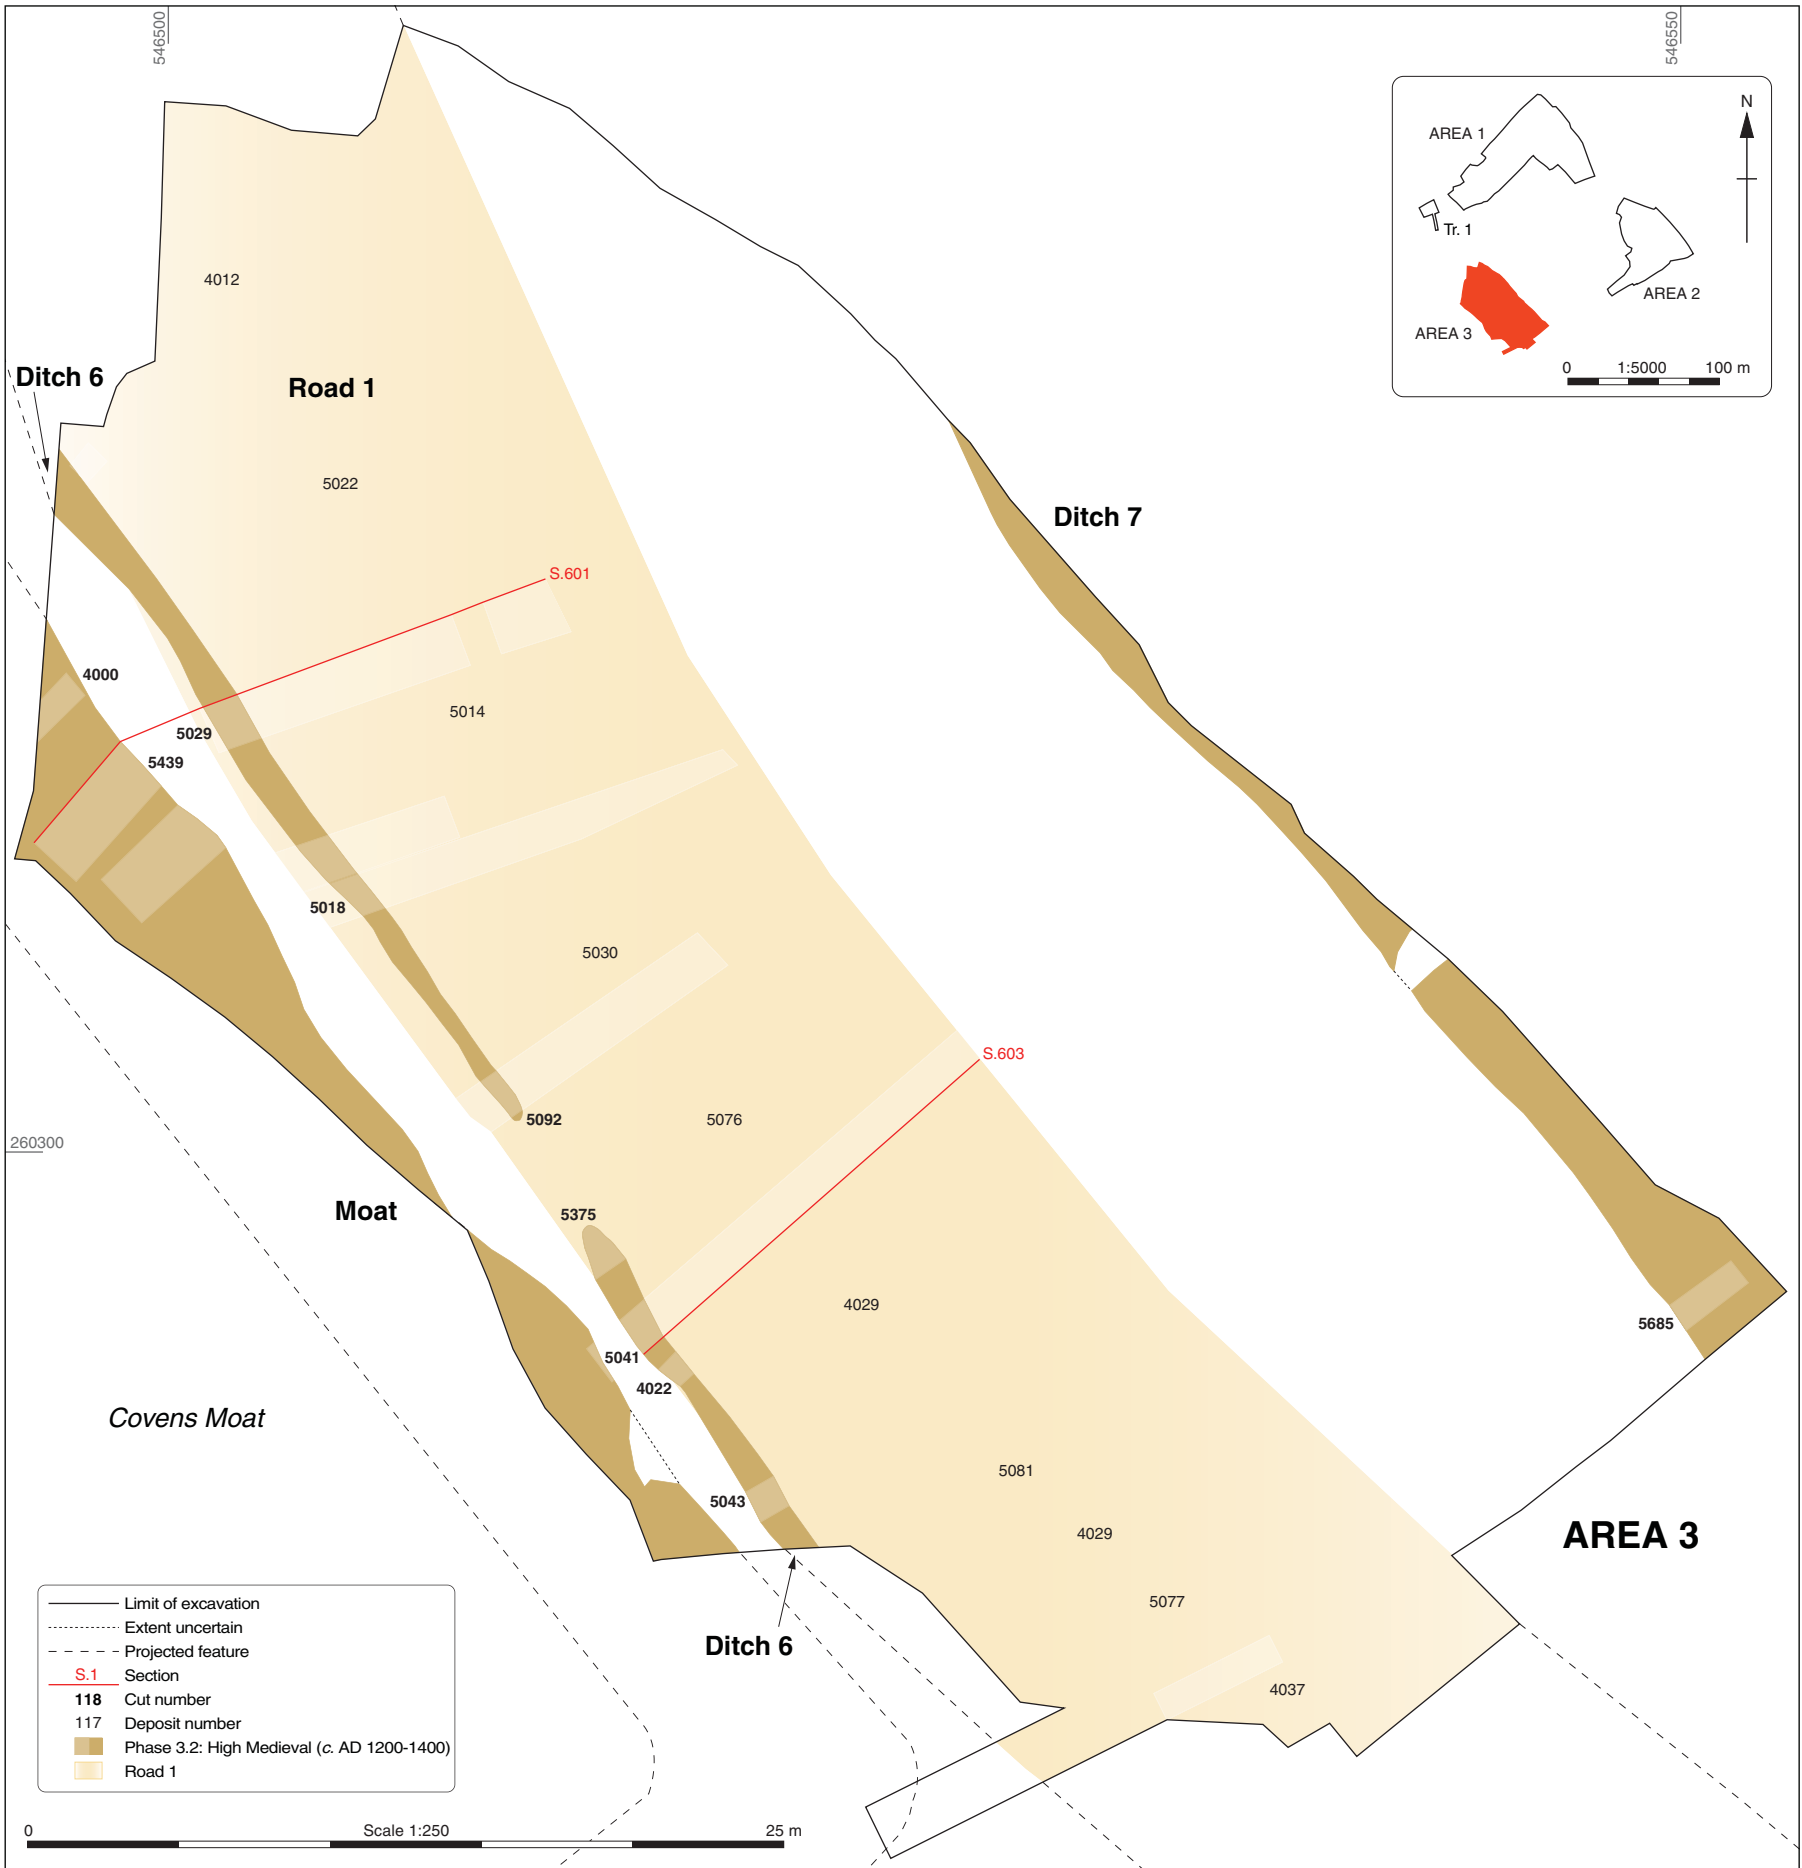 546500
546550
N
AREA 1
Tr. 1
AREA 2
AREA 3
0 1:5000 100 m
4012
Ditch 6
Road 1
5022
Ditch 7
S.601
4000
5014
5029
5439
5018
5030
S.603
5092
5076
260300
Moat
5375
4029
5685
5041
4022
Covens Moat
5081
5043
4029
AREA 3
5077
Ditch 6
4037
Limit of excavation
Extent uncertain
Projected feature
S.1 Section
118 Cut number
117 Deposit number
Phase 3.2: High Medieval (c. AD 1200-1400)
Road 1
0 Scale 1:250 25 m